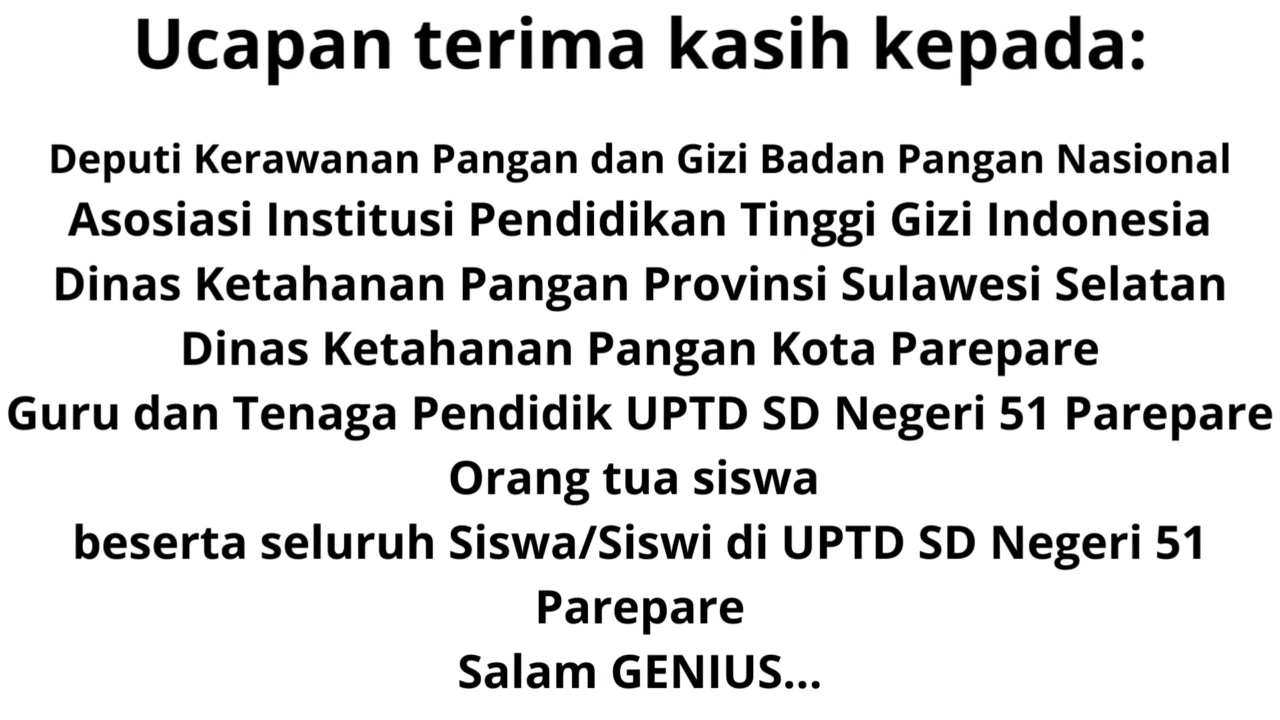 Ucapan terima kasih kepada:
Deputi Kerawanan Pangan dan Gizi Badan Pangan Nasional
Asosiasi Institusi Pendidikan Tinggi Gizi Indonesia
Dinas Ketahanan Pangan Provinsi Sulawesi Selatan
Dinas Ketahanan Pangan Kota Parepare
Guru dan Tenaga Pendidik UPTD SD Negeri 51 Parepare
Orang tua siswa
beserta seluruh Siswa/Siswi di UPTD SD Negeri 51
Parepare
Salam GENIUS...